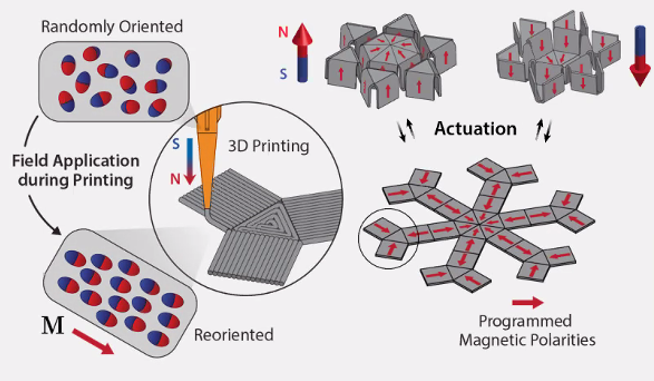 Randomly Oriented
Field Application
during Printing
M
Reoriented
S
N
3D Printing
N
S
Actuation
Programmed
Magnetic Polarities